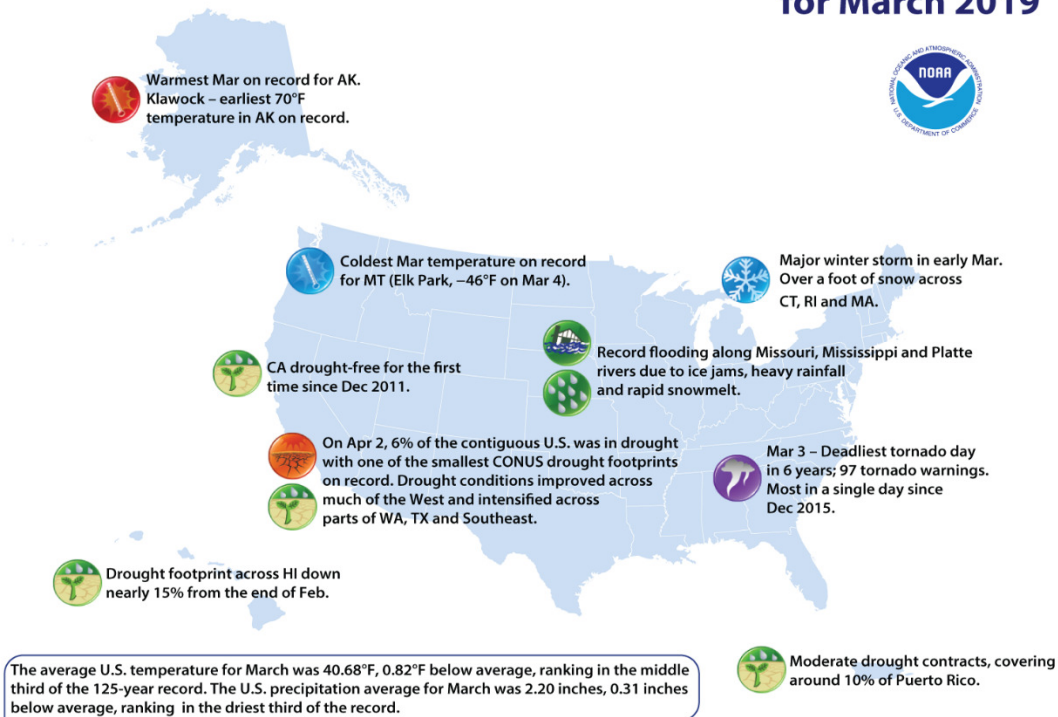 for March 2019
NATIONAL OCEANIC AND ATMOSPHERIC ADMINISTRATION
NOAA
U.S. DEPARTMENT OF COMMERCE
Warmest Mar on record for AK.
Klawock – earliest 70°F
temperature in AK on record.
Coldest Mar temperature on record
for MT (Elk Park, −46°F on Mar 4).
Major winter storm in early Mar.
Over a foot of snow across
CT, RI and MA.
CA drought-free for the first
time since Dec 2011.
Record flooding along Missouri, Mississippi and Platte
rivers due to ice jams, heavy rainfall
and rapid snowmelt.
On Apr 2, 6% of the contiguous U.S. was in drought
with one of the smallest CONUS drought footprints
on record. Drought conditions improved across
much of the West and intensified across
parts of WA, TX and Southeast.
Mar 3 – Deadliest tornado day
in 6 years; 97 tornado warnings.
Most in a single day since
Dec 2015.
Drought footprint across HI down
nearly 15% from the end of Feb.
The average U.S. temperature for March was 40.68°F, 0.82°F below average, ranking in the middle
third of the 125-year record. The U.S. precipitation average for March was 2.20 inches, 0.31 inches
below average, ranking in the driest third of the record.
Moderate drought contracts, covering
around 10% of Puerto Rico.